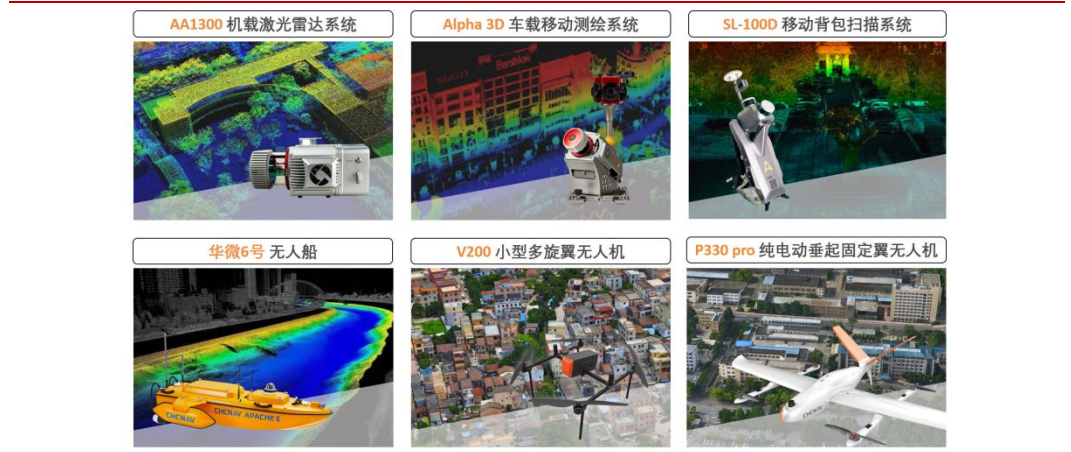 AA1300 机载激光雷达系统
Alpha 3D 车载移动测绘系统
SL-100D 移动背包扫描系统
Bershka
华微6号 无人船
V200 小型多旋翼无人机
P330 pro 纯电动垂起固定翼无人机
CHCNAV
CHCNAV APACHE 6